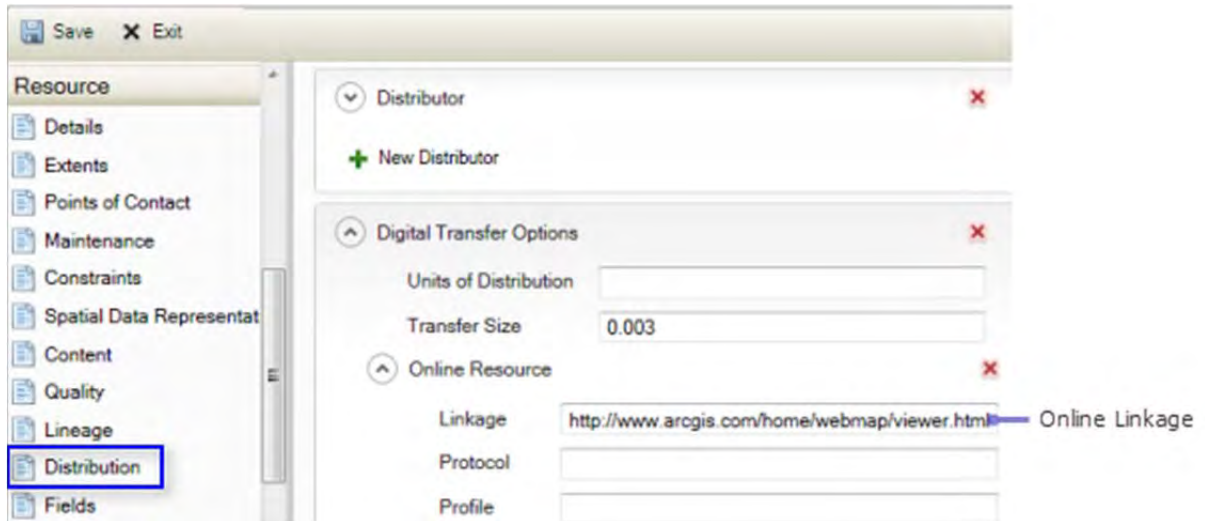 Save Exit
Resource
Details
Extents
Points of Contact
Maintenance
Constraints
Spatial Data Representat
Content
Quality
Lineage
Distribution
Fields
Distributor
New Distributor
Digital Transfer Options
Units of Distribution
Transfer Size 0.003
Online Resource
Linkage http://www.arcgis.com/home/webmap/viewer.html Online Linkage
Protocol
Profile